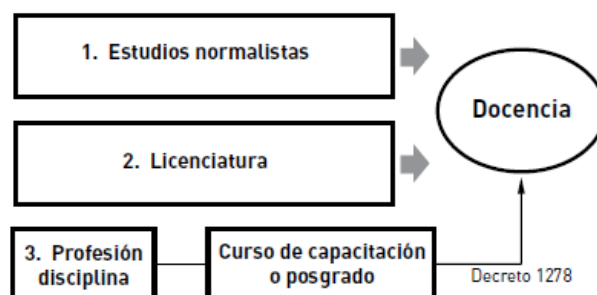 1. Estudios normalistas
Docencia
2. Licenciatura
3. Profesión
disciplina
Curso de capacitación
o posgrado
Decreto 1278